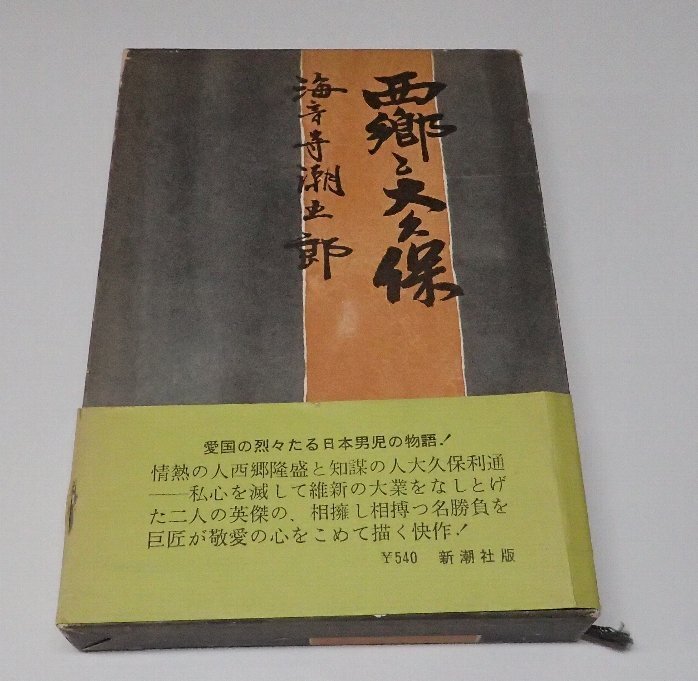 西郷と大久保
海音寺潮五郎
愛国の烈々たる日本男児の物語！
情熱の人西郷隆盛と知謀の人大久保利通
――私心を滅して維新の大業をなしとげ
た二人の英傑の、相擁し相搏つ名勝負を
巨匠が敬愛の心をこめて描く快作！
¥540 新潮社版